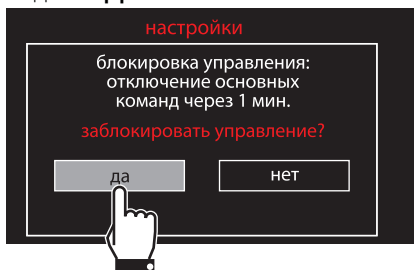 настройки
блокировка управления:
отключение основных
команд через 1 мин.
заблокировать управление?
да
нет